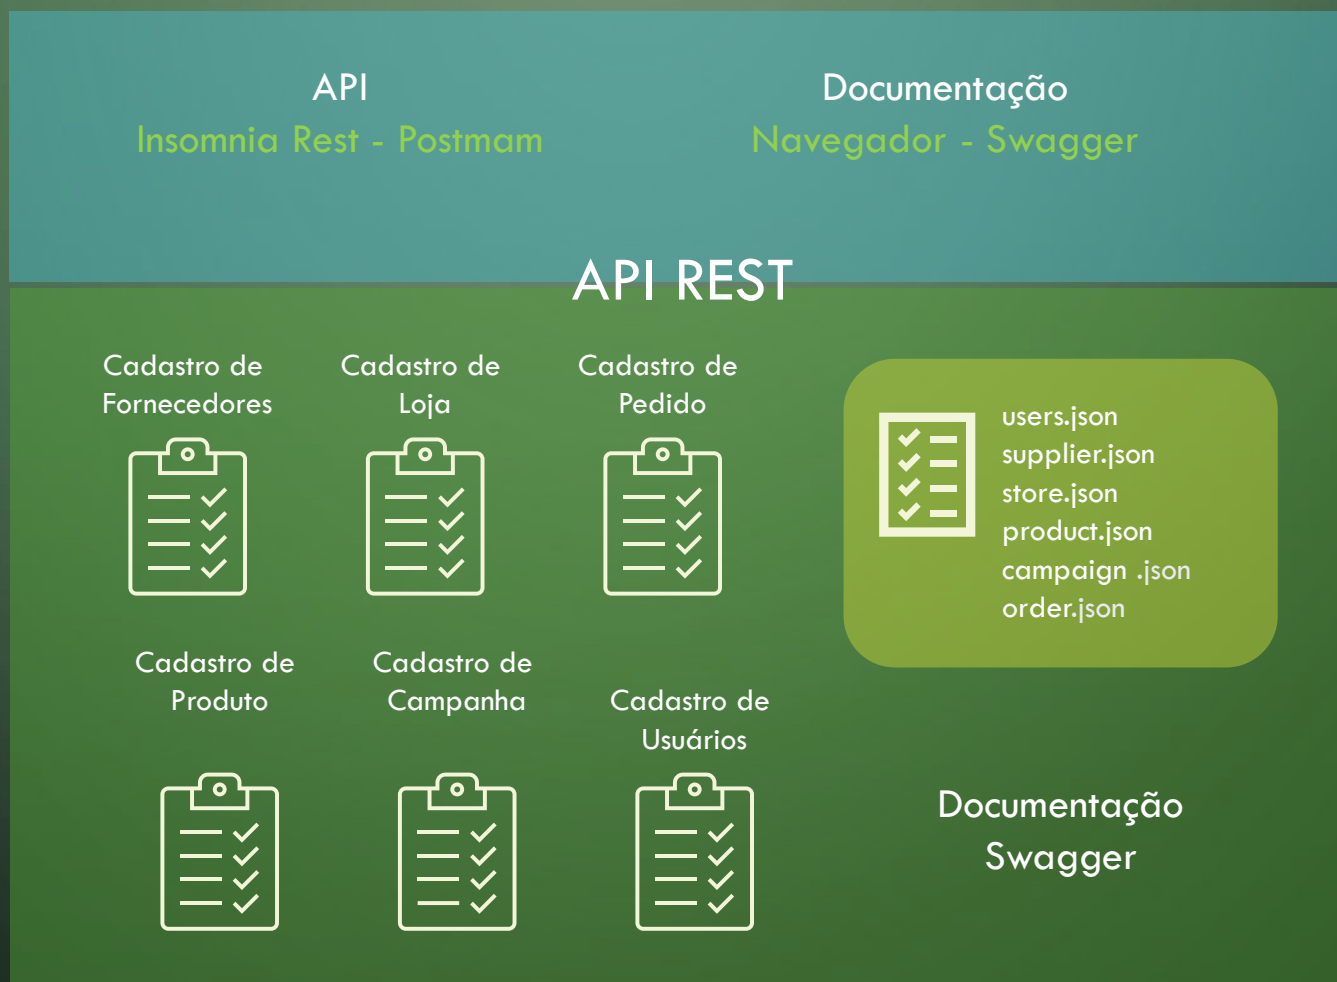 API
Insomnia Rest - Postmam
Documentação
Navegador - Swagger
API REST
Cadastro de
Fornecedores
Cadastro de
Loja
Cadastro de
Pedido
users.json
supplier.json
store.json
product.json
campaign .json
order.json
Cadastro de
Produto
Cadastro de
Campanha
Cadastro de
Usuários
Documentação
Swagger